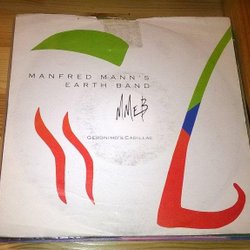 MANFRED MANN'S
EARTH BAND
MMEB
GERONIMO'S CADILLAC